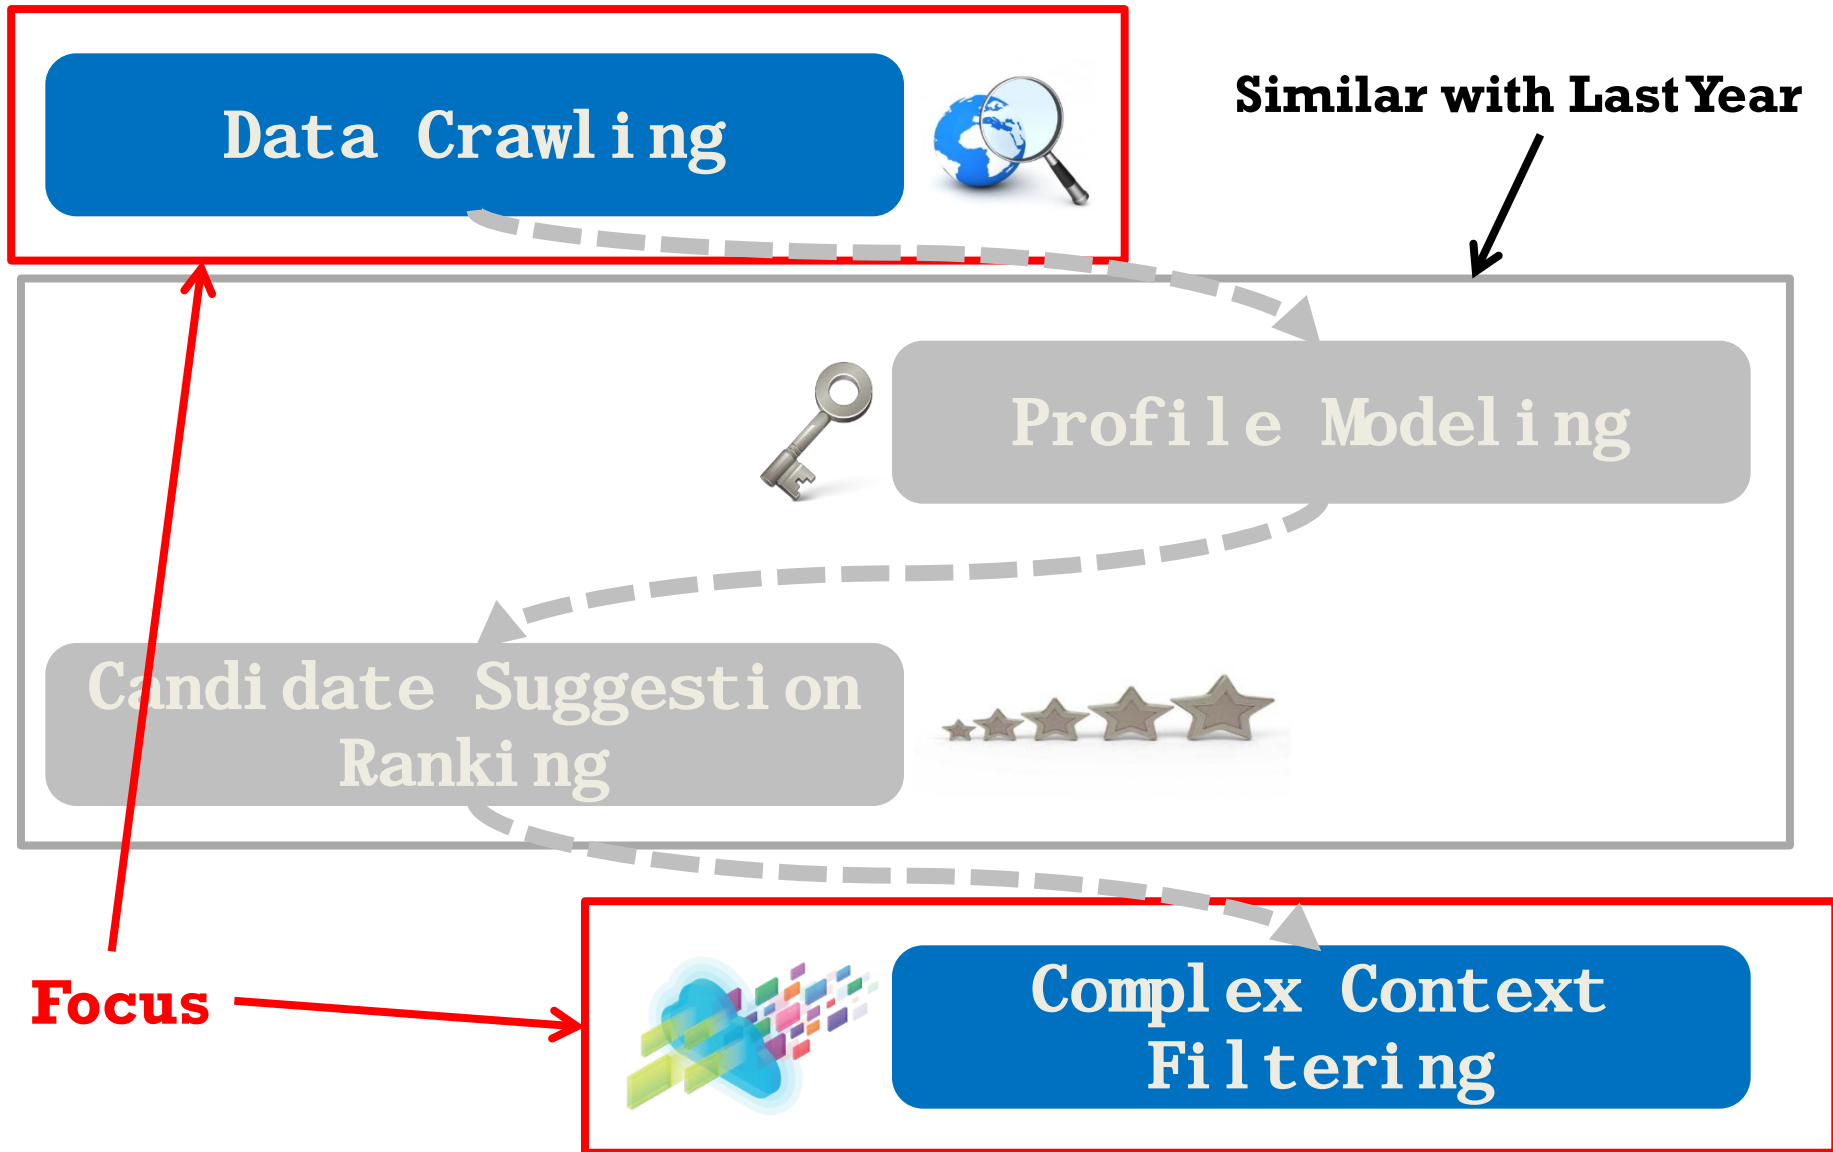 Data Crawling
Similar with Last Year
Profile Modeling
Candidate Suggestion
Ranking
Focus
Complex Context
Filtering